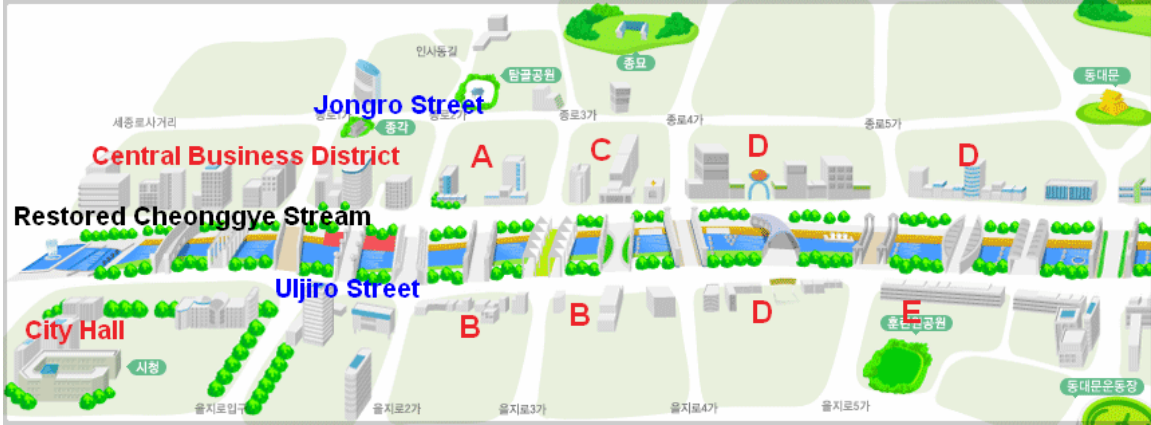 인사동길
탑골공원
종묘
동대문
Jongro Street
종로2가
종로3가
종로4가
종로5가
세종로사거리
종각
Central Business District
A
C
D
D
Restored Cheonggye Stream
Uljiro Street
City Hall
B
B
D
E
훈련원공원
시청
동대문운동장
을지로입구
을지로2가
을지로3가
을지로4가
을지로5가